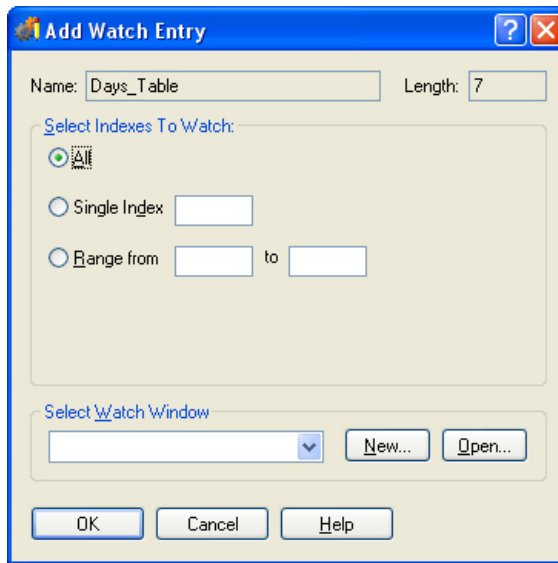 Add Watch Entry
Name: Days_Table Length: 7
Select Indexes To Watch:
All
Single Index
Range from to
Select Watch Window
New... Open...
OK Cancel Help